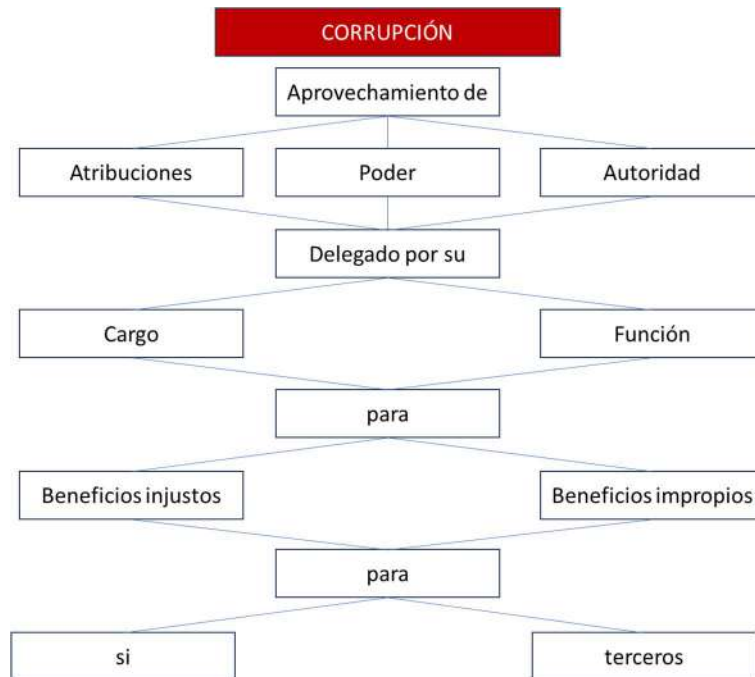 CORRUPCIÓN
Aprovechamiento de
Atribuciones
Poder
Autoridad
Delegado por su
Cargo
Función
para
Beneficios injustos
Beneficios impropios
para
si
terceros